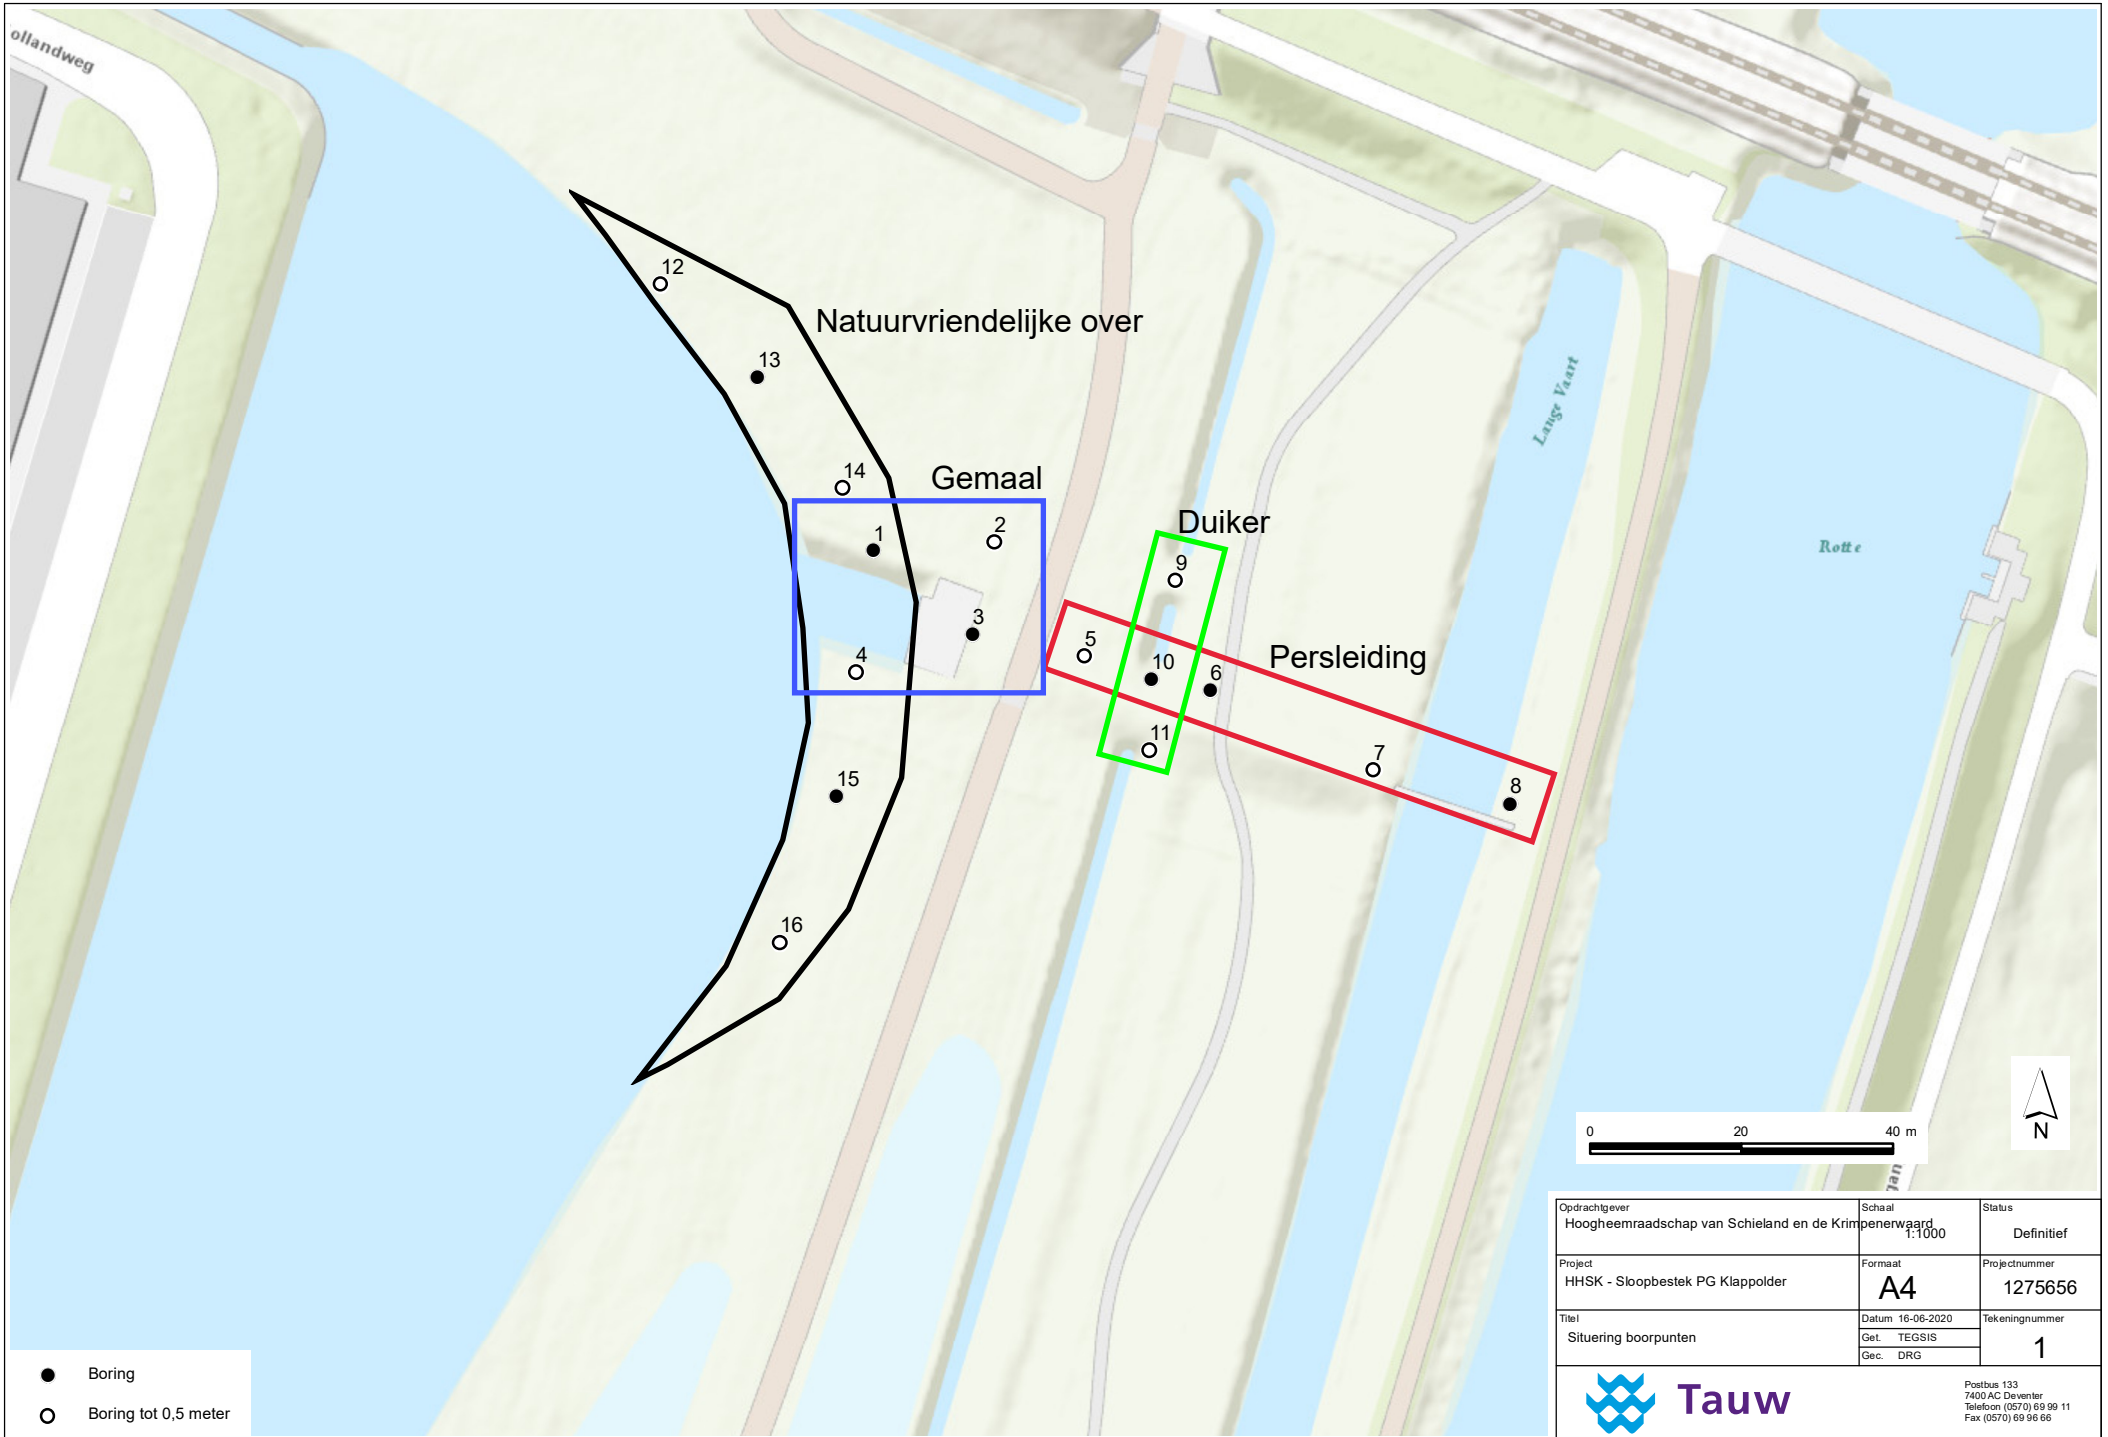 ollandweg
12
Natuurvriendelijke over
13
Lange Vaart
14
Gemaal
1
2
Duiker
Rotte
9
3
5
Persleiding
4
10
6
11
7
15
8
16
0 20 40 m
N
Opdrachtgever
Hoogheemraadschap van Schieland en de Krimpenerwaard
Schaal
1:1000
Status
Definitief
Project
HHSK - Sloopbestek PG Klappolder
Formaat
A4
Projectnummer
1275656
Titel
Situering boorpunten
Datum 16-06-2020
Get. TEGSIS
Gec. DRG
Tekeningnummer
1
Boring
Boring tot 0,5 meter
Tauw
Postbus 133
7400 AC Deventer
Telefoon (0570) 69 99 11
Fax (0570) 69 96 66